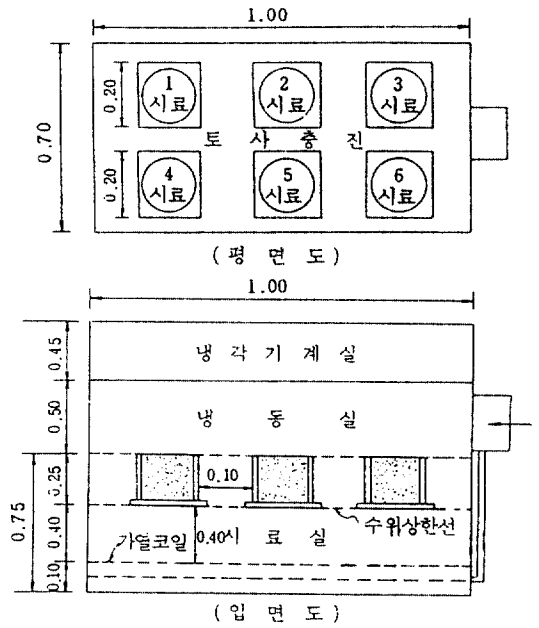 1.00
0.70
0.20
0.20
1
시료
2
시료
3
시료
토 사 충 진
4
시료
5
시료
6
시료
(평 면 도)
1.00
0.45
냉 각 기 계 실
0.50
냉 동 실
0.75
0.25
0.10
0.40
가열코일
0.40
시 료 실
수위상한선
0.10
(입 면 도)